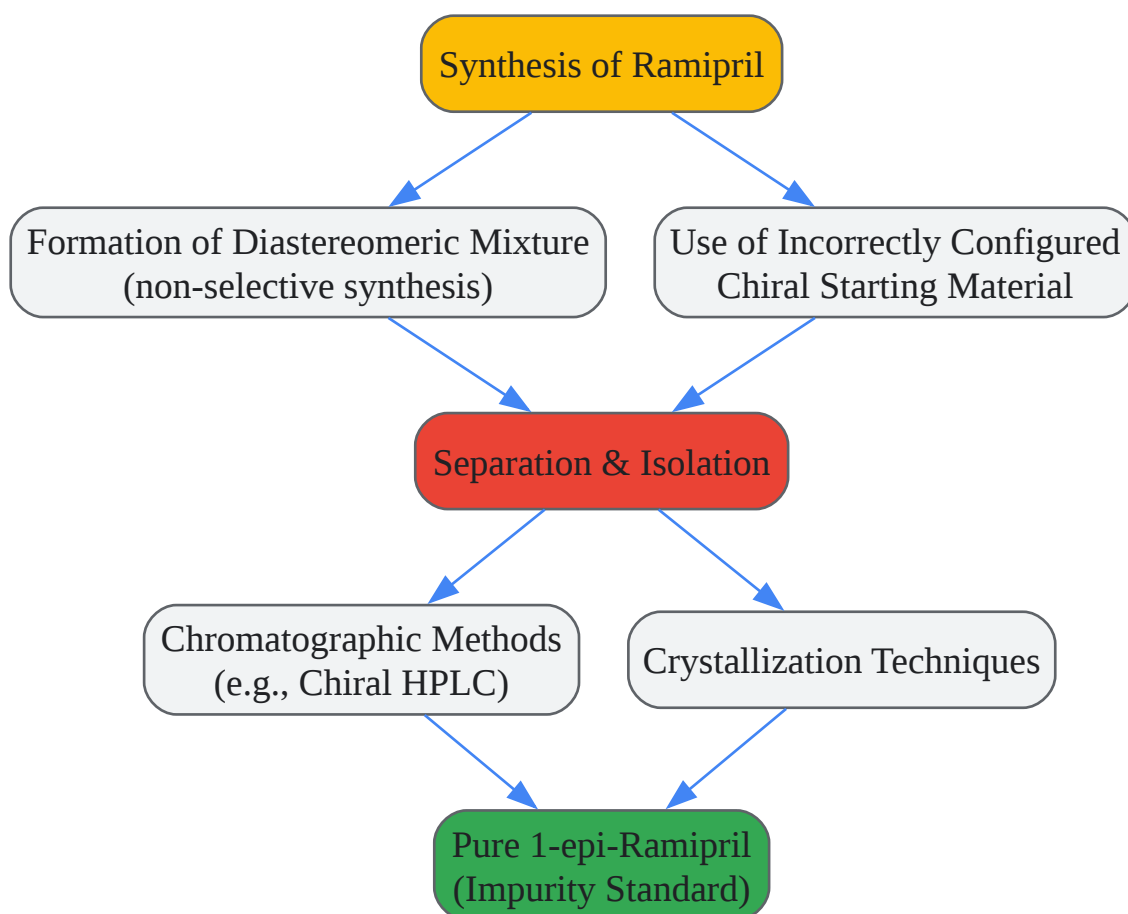 Synthesis of Ramipril
Formation of Diastereomeric Mixture
(non-selective synthesis)
Use of Incorrectly Configured
Chiral Starting Material
Separation & Isolation
Chromatographic Methods
(e.g., Chiral HPLC)
Crystallization Techniques
Pure 1-epi-Ramipril
(Impurity Standard)